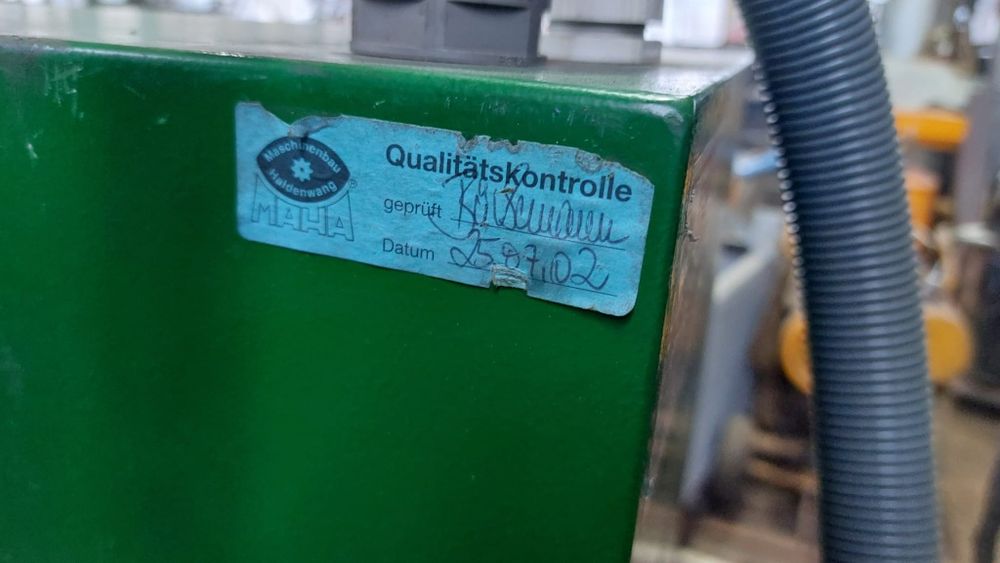 Maschinenbau
Haldenwang
MAHA®
Qualitätskontrolle
geprüft
Datum 25.07.02